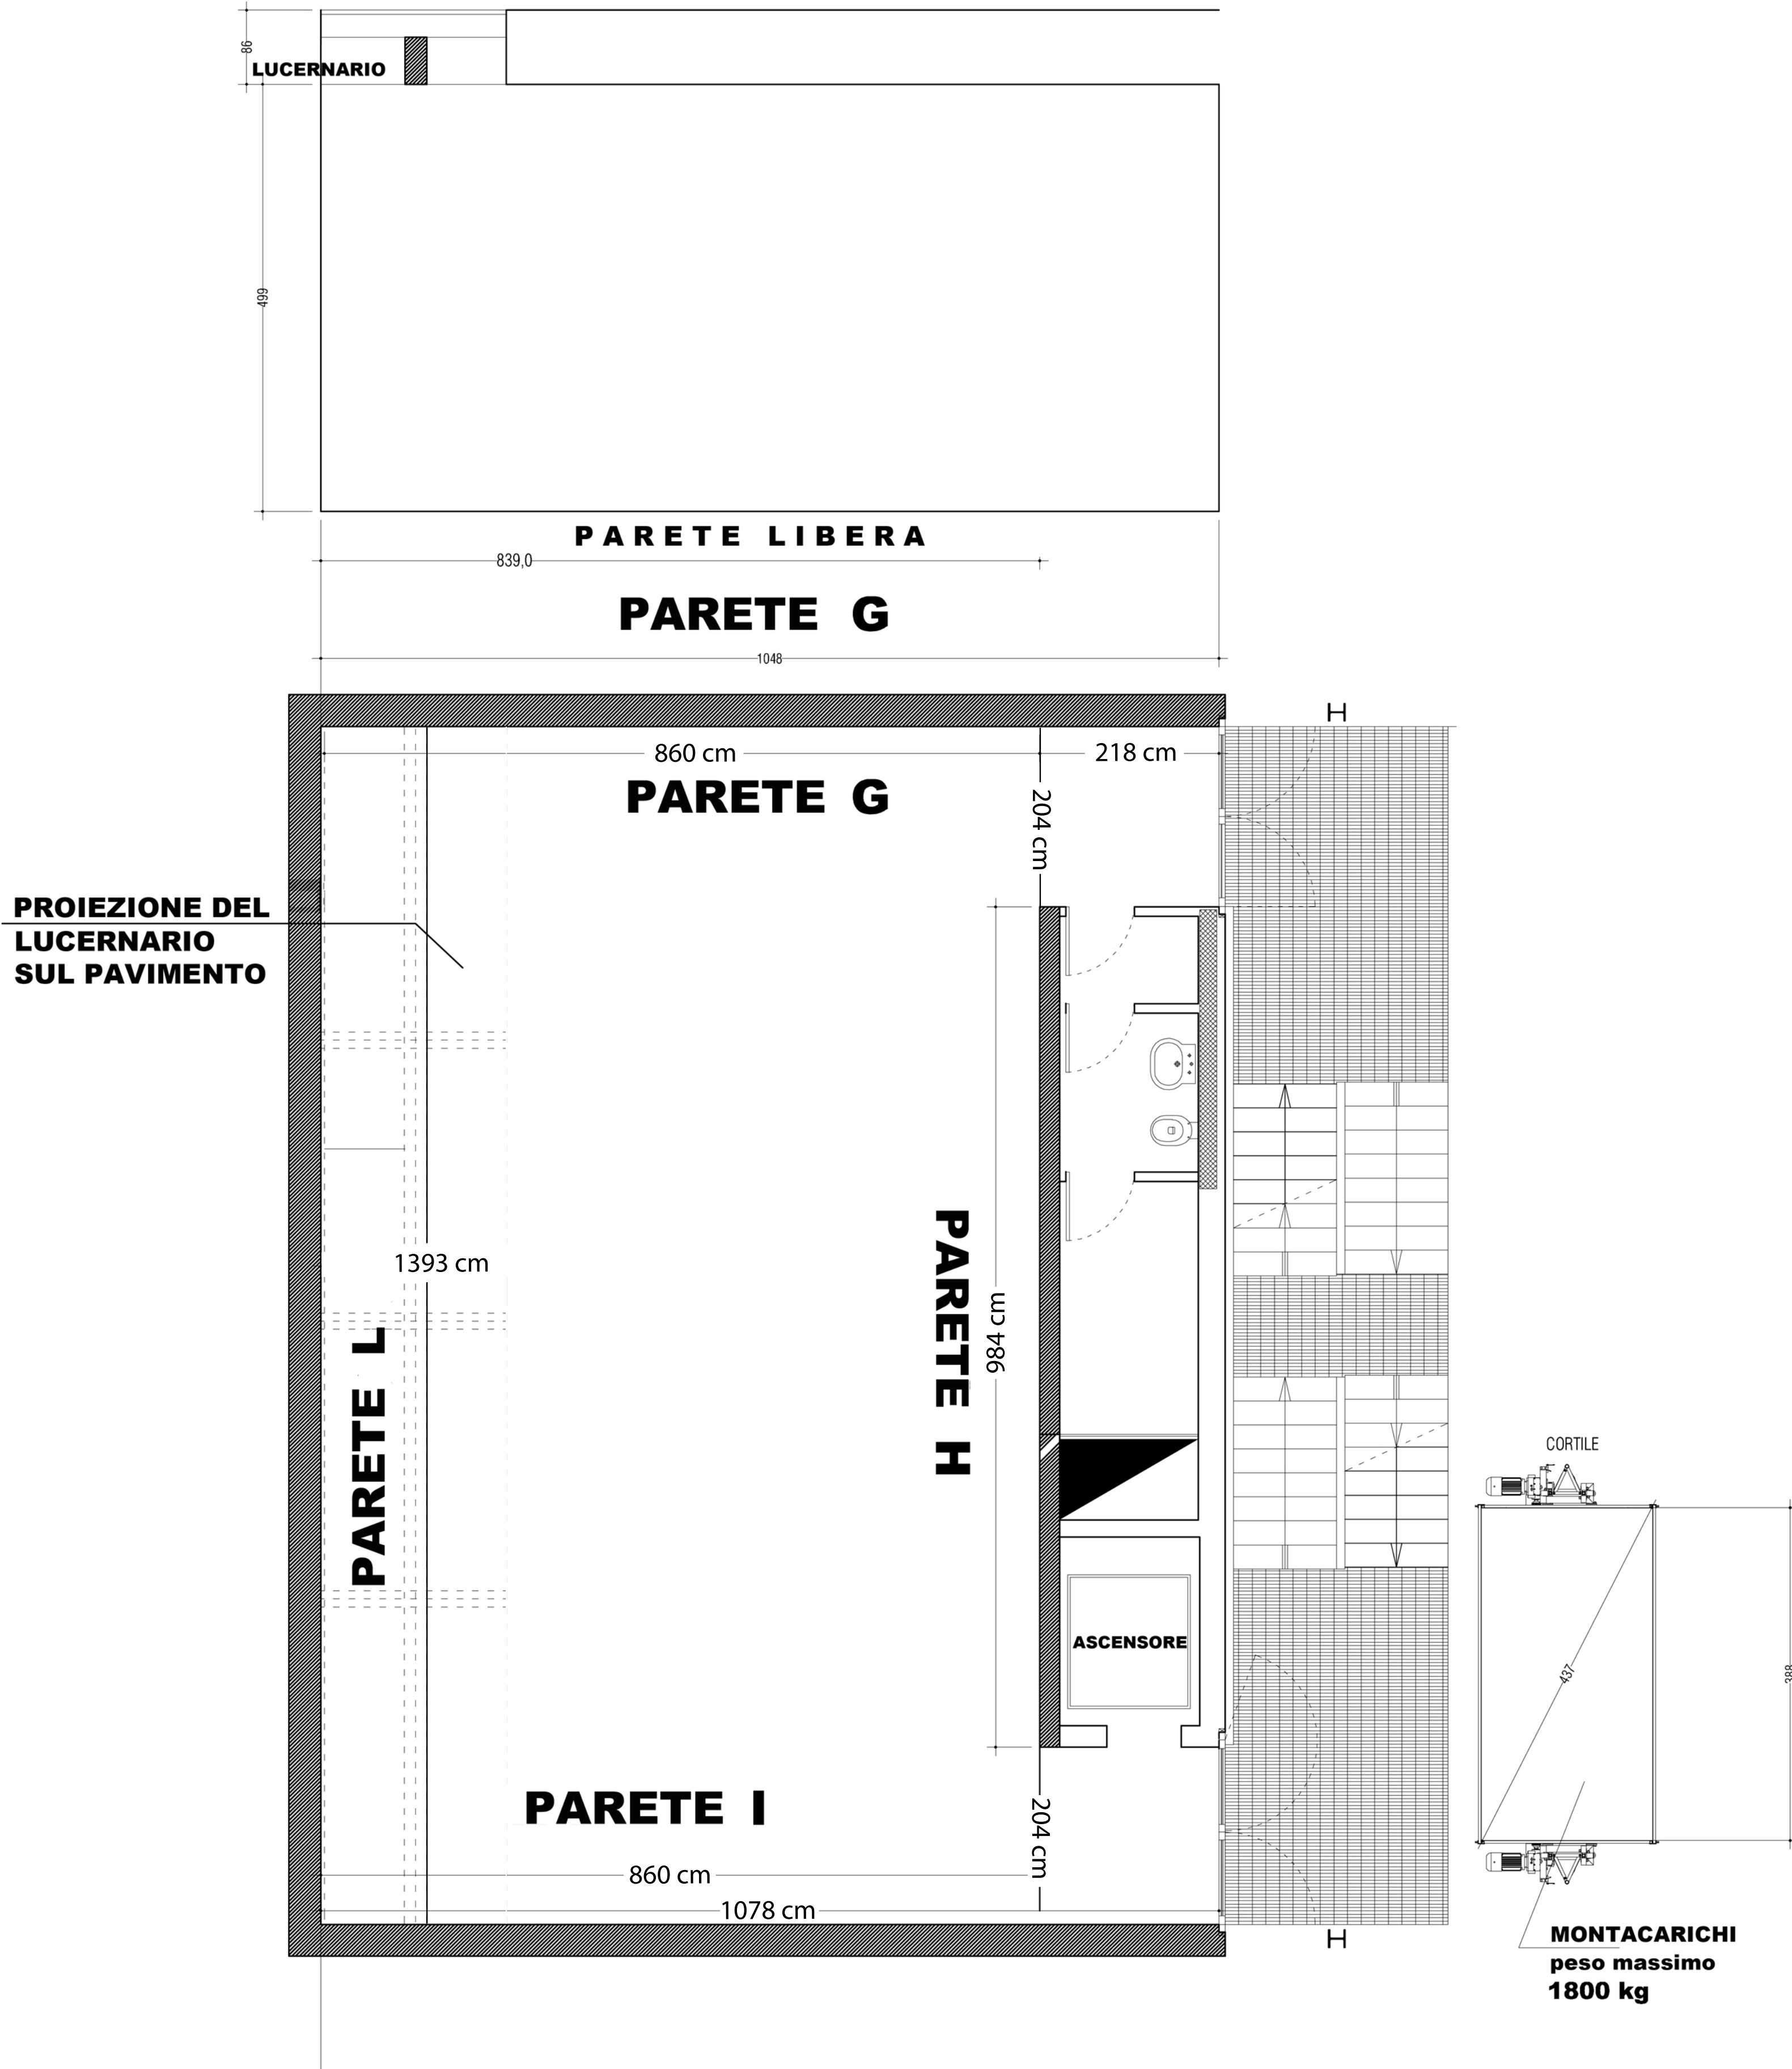 86
LUCERNARIO
499
PARETE LIBERA
839,0
PARETE G
1048
H
860 cm
218 cm
PARETE G
204 cm
PROIEZIONE DEL
LUCERNARIO
SUL PAVIMENTO
1393 cm
PARETE H
984 cm
PARETE L
CORTILE
ASCENSORE
437
388
PARETE I
204 cm
860 cm
1078 cm
H
MONTACARICHI
peso massimo
1800 kg